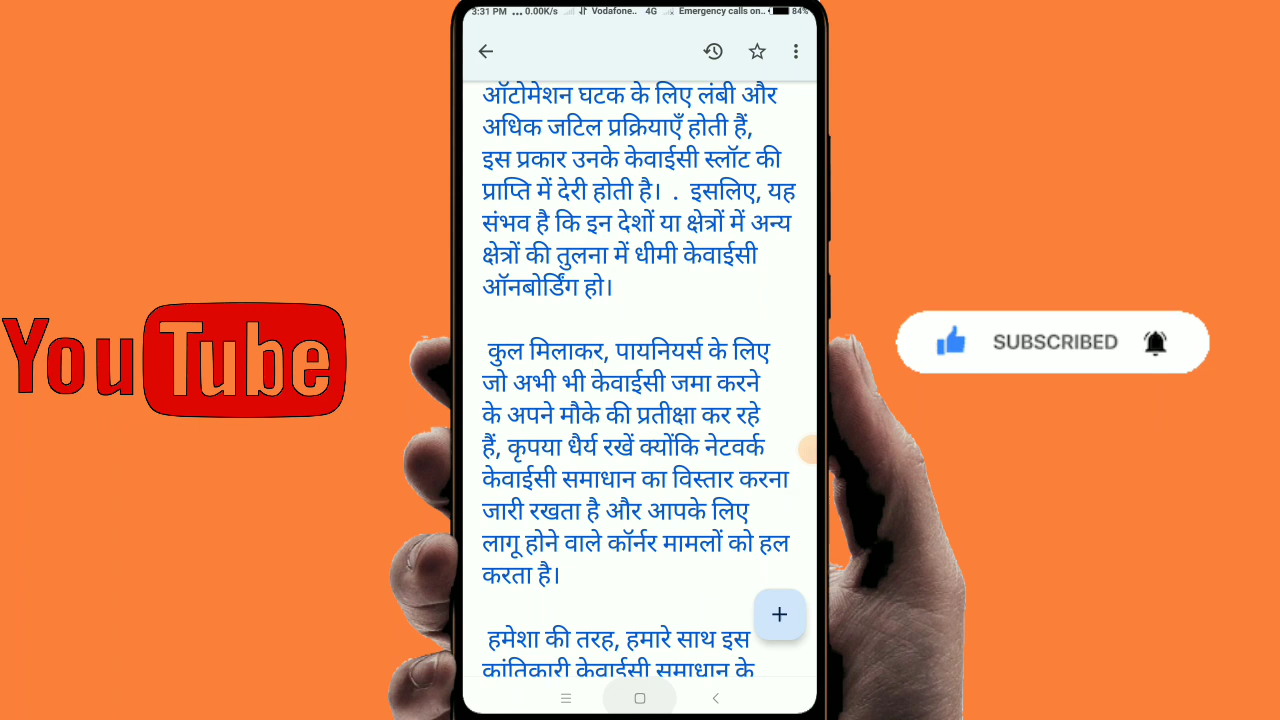 3:31 PM ... 0.00K/s Vodafone.. 4G Emergency calls on.. 84%
ऑटोमेशन घटक के लिए लंबी और
अधिक जटिल प्रक्रियाएँ होती हैं,
इस प्रकार उनके केवाईसी स्लॉट की
प्राप्ति में देरी होती है। . इसलिए, यह
संभव है कि इन देशों या क्षेत्रों में अन्य
क्षेत्रों की तुलना में धीमी केवाईसी
ऑनबोर्डिंग हो।
कुल मिलाकर, पायनियर्स के लिए
जो अभी भी केवाईसी जमा करने
के अपने मौके की प्रतीक्षा कर रहे
हैं, कृपया धैर्य रखें क्योंकि नेटवर्क
केवाईसी समाधान का विस्तार करना
जारी रखता है और आपके लिए
लागू होने वाले कॉर्नर मामलों को हल
करता है।
हमेशा की तरह, हमारे साथ इस
क्रांतिकारी केवाईसी समाधान के
YouTube
SUBSCRIBED